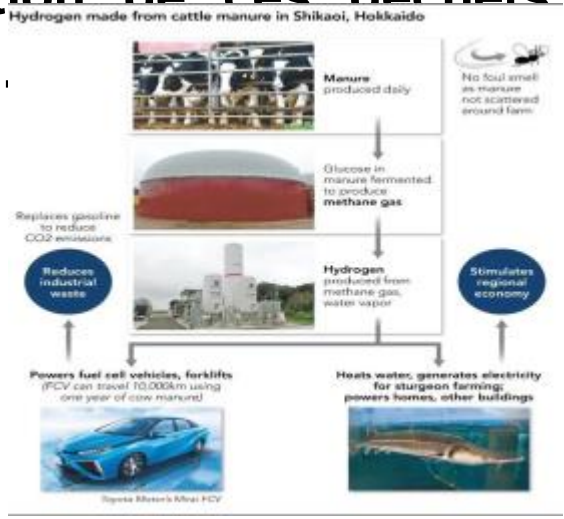 Hydrogen made from cattle manure in Shikaoi, Hokkaido
Manure
produced daily
No foul smell
as manure
not scattered
around farm
Glucose in
manure fermented
to produce
methane gas
Replaces gasoline
to reduce
CO2 emissions
Reduces
industrial
waste
Hydrogen
produced from
methane gas,
water vapor
Stimulates
regional
economy
Powers fuel cell vehicles, forklifts
(FCV can travel 10,000km using
one year of cow manure)
Heats water, generates electricity
for sturgeon farming;
powers homes, other buildings
Toyota Motor's Mirai FCV